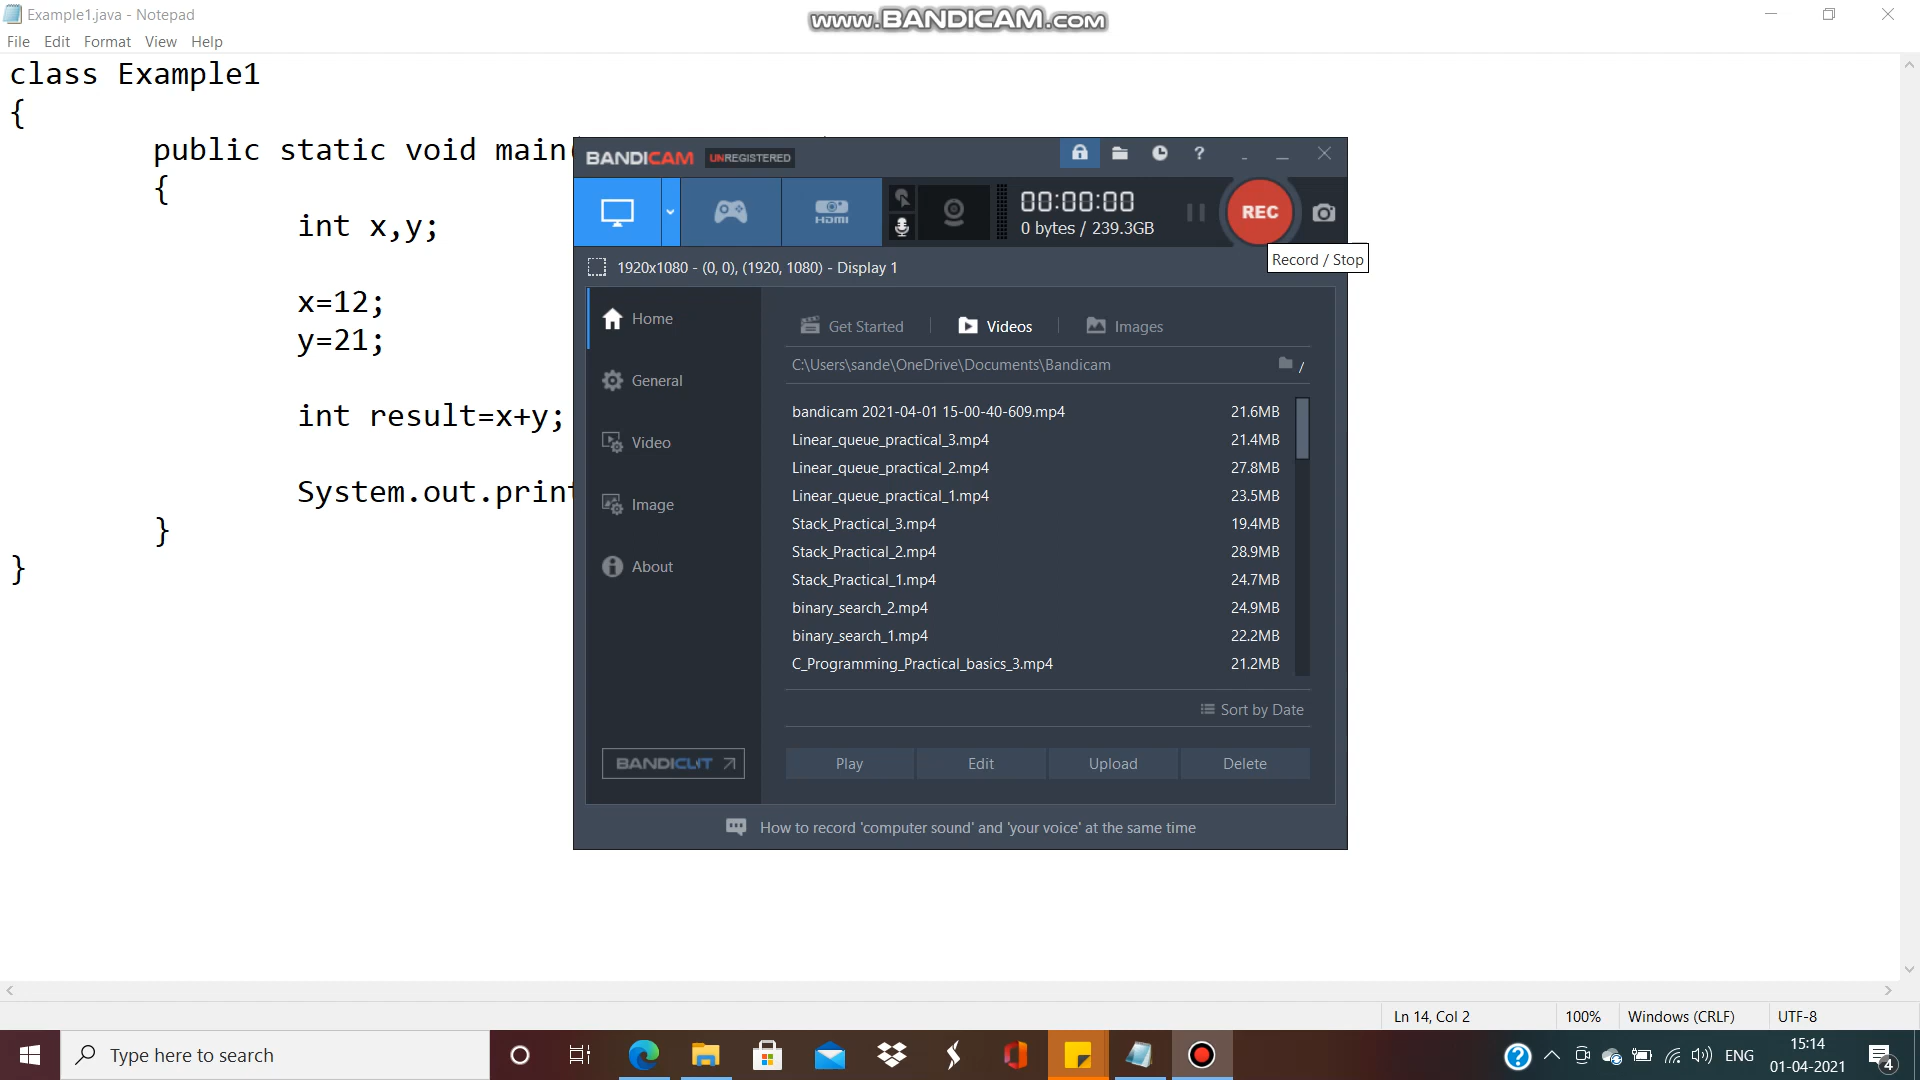 Example1.java - Notepad
www.BANDICAM.com
File Edit Format View Help
class Example1
{
public static void main(
{
int x,y;
x=12;
y=21;
int result=x+y;
System.out.print
}
}
BANDICAM UNREGISTERED
?
HDMI
00:00:00
0 bytes / 239.3GB
REC
Record / Stop
1920x1080 - (0, 0), (1920, 1080) - Display 1
Home
General
Video
Image
About
BANDICUT
Get Started
Videos
Images
C:\Users\sande\OneDrive\Documents\Bandicam
/
bandicam 2021-04-01 15-00-40-609.mp4 21.6MB
Linear_queue_practical_3.mp4 21.4MB
Linear_queue_practical_2.mp4 27.8MB
Linear_queue_practical_1.mp4 23.5MB
Stack_Practical_3.mp4 19.4MB
Stack_Practical_2.mp4 28.9MB
Stack_Practical_1.mp4 24.7MB
binary_search_2.mp4 24.9MB
binary_search_1.mp4 22.2MB
C_Programming_Practical_basics_3.mp4 21.2MB
Sort by Date
Play Edit Upload Delete
How to record 'computer sound' and 'your voice' at the same time
Ln 14, Col 2 100% Windows (CRLF) UTF-8
Type here to search
ENG
15:14
01-04-2021
4